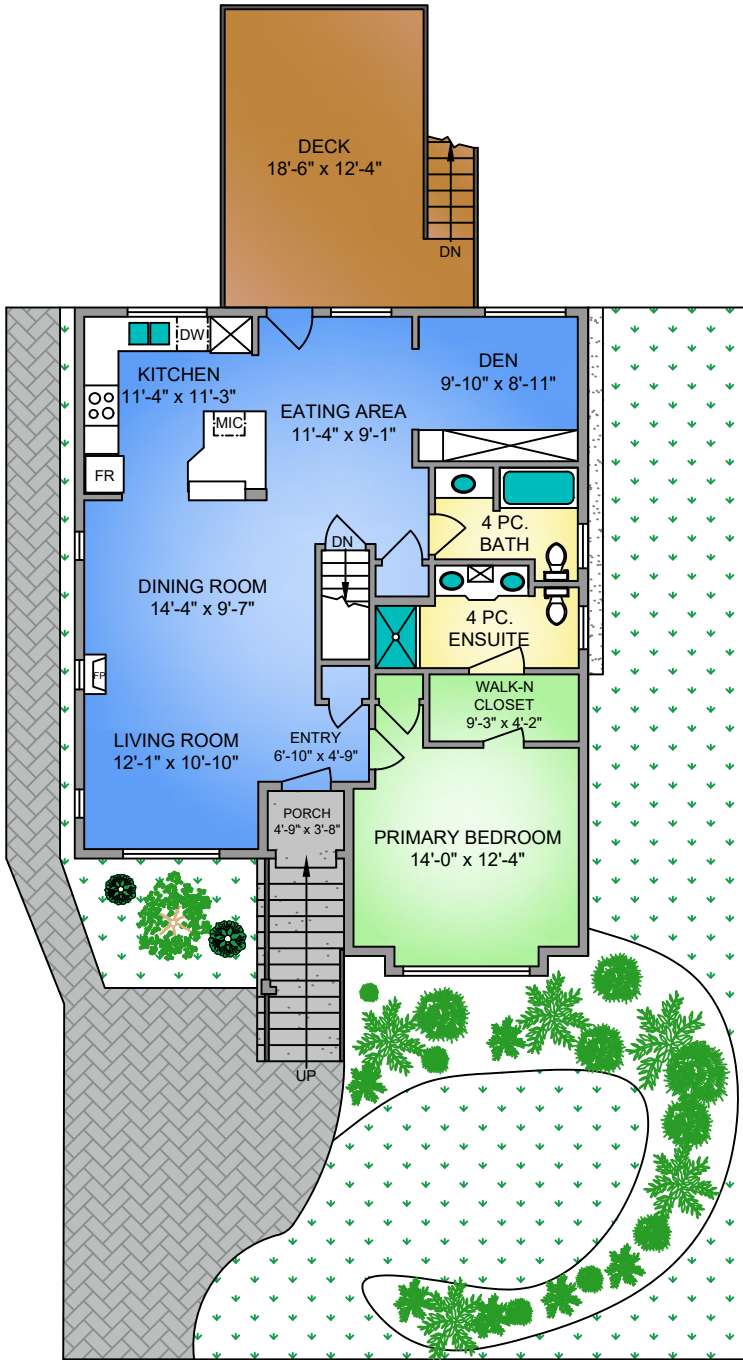 DECK
18'-6" x 12'-4"
DN
DW
KITCHEN
11'-4" x 11'-3"
DEN
9'-10" x 8'-11"
EATING AREA
11'-4" x 9'-1"
MIC
FR
4 PC.
BATH
DN
DINING ROOM
14'-4" x 9'-7"
4 PC.
ENSUITE
FP
WALK-N
CLOSET
9'-3" x 4'-2"
LIVING ROOM
12'-1" x 10'-10"
ENTRY
6'-10" x 4'-9"
PORCH
4'-9" x 3'-8"
PRIMARY BEDROOM
14'-0" x 12'-4"
UP